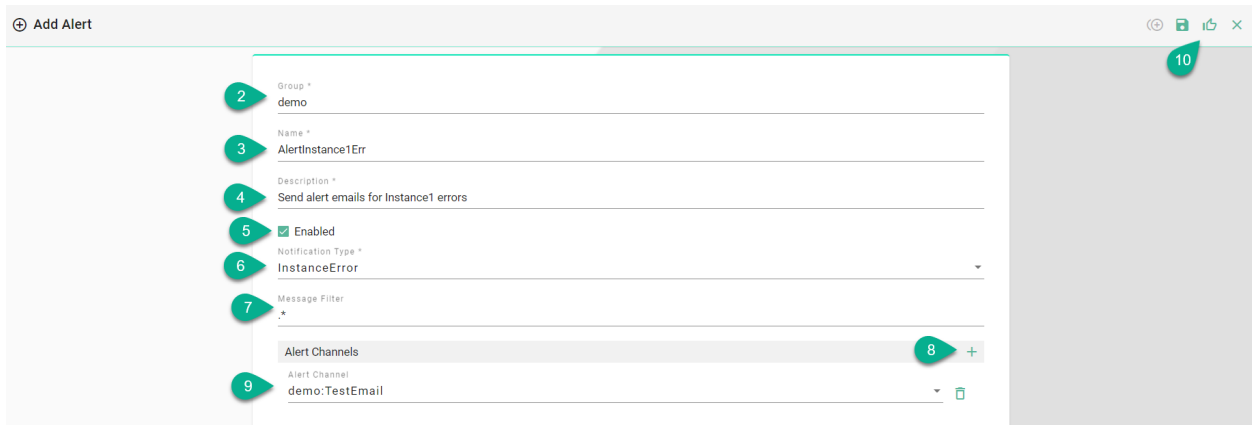 Add Alert
10
Group *
2
demo
Name *
3
AlertInstance1Err
Description *
4
Send alert emails for Instance1 errors
5
Enabled
Notification Type *
6
InstanceError
Message Filter
7
.*
Alert Channels
8
Alert Channel
9
demo:TestEmail